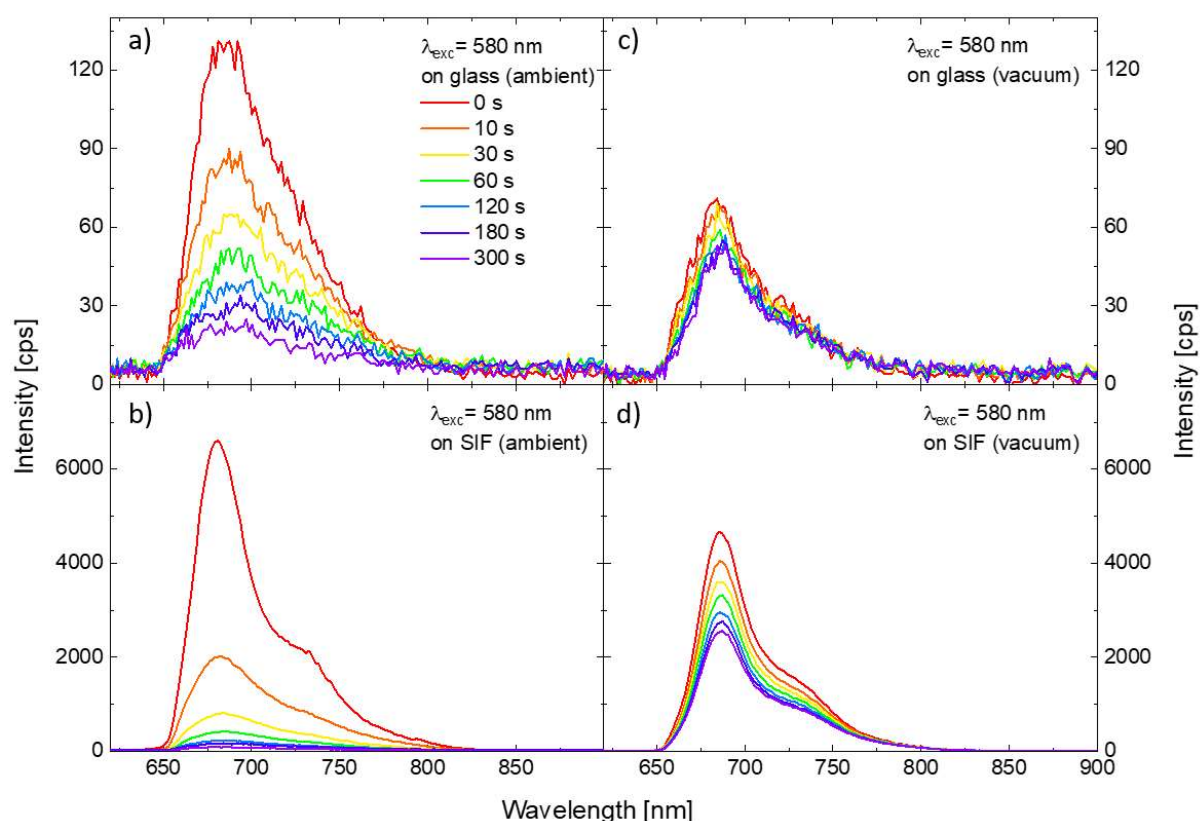 a)
λexc= 580 nm
on glass (ambient)
0 s
10 s
30 s
60 s
120 s
180 s
300 s
120
90
60
30
0
c)
λexc= 580 nm
on glass (vacuum)
120
90
60
30
0
b)
λexc= 580 nm
on SIF (ambient)
6000
4000
2000
0
650
700
750
800
850
d)
λexc= 580 nm
on SIF (vacuum)
6000
4000
2000
0
650
700
750
800
850
900
Intensity [cps]
Intensity [cps]
Wavelength [nm]